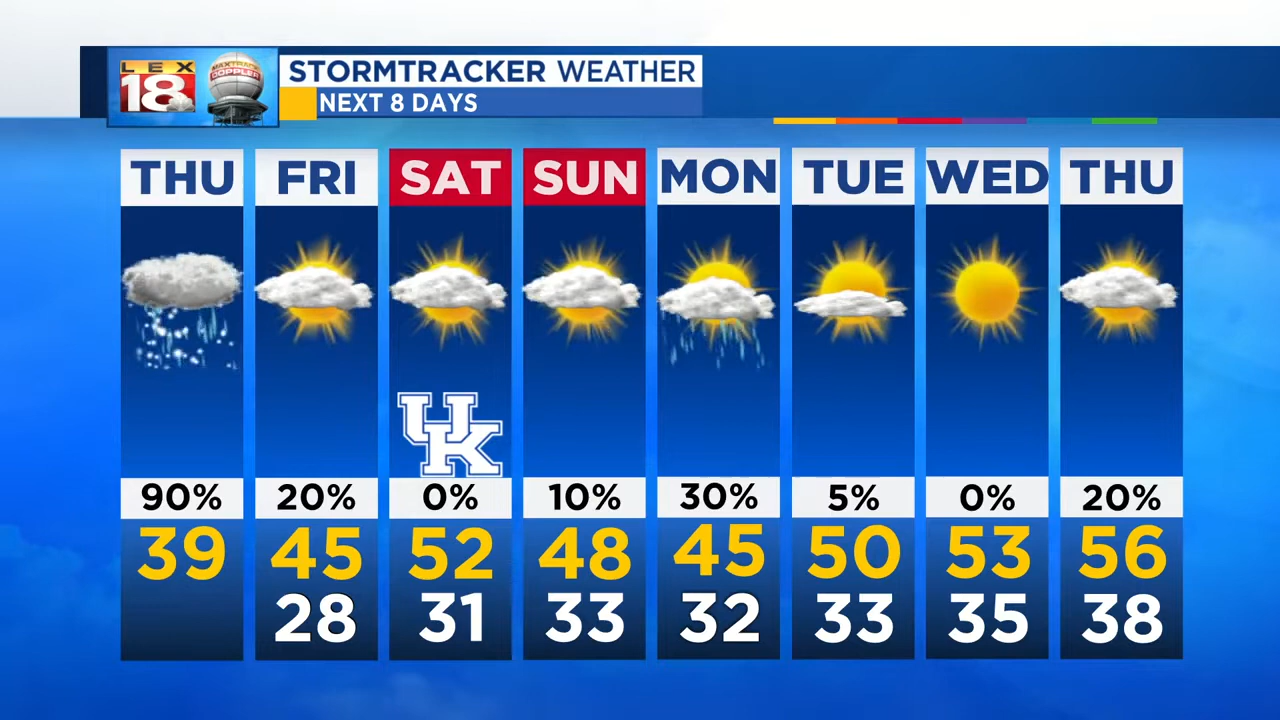 LEX
18
MAXTRACK
DOPPLER
STORMTRACKER WEATHER
NEXT 8 DAYS
THU FRI SAT SUN MON TUE WED THU
UK
90% 20% 0% 10% 30% 5% 0% 20%
39 45 52 48 45 50 53 56
28 31 33 32 33 35 38